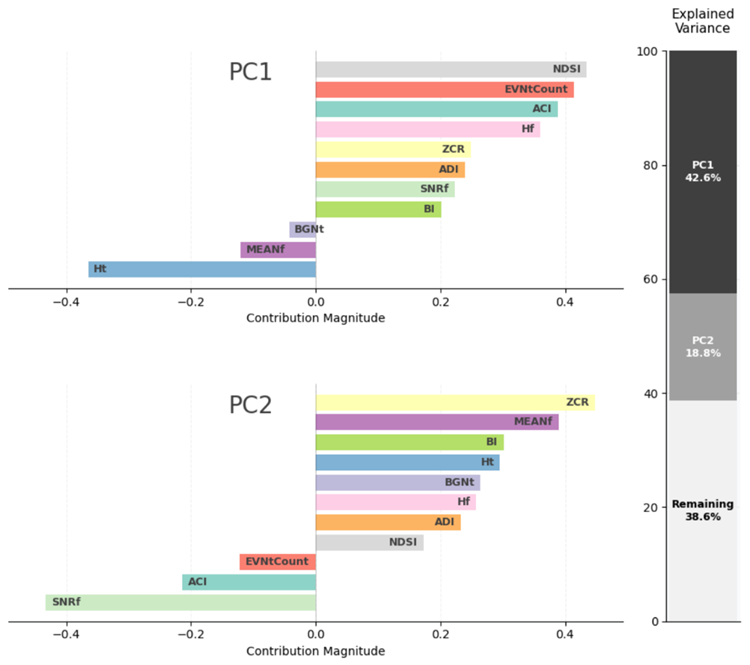 Explained
Variance
PC1
NDSI
EVNtCount
ACI
Hf
ZCR
ADI
SNRf
BI
BGNt
MEANf
Ht
−0.4
−0.2
0.0
0.2
0.4
Contribution Magnitude
PC2
ZCR
MEANf
BI
Ht
BGNt
Hf
ADI
NDSI
EVNtCount
ACI
SNRf
−0.4
−0.2
0.0
0.2
0.4
Contribution Magnitude
100
80
60
40
20
0
PC1
42.6%
PC2
18.8%
Remaining
38.6%